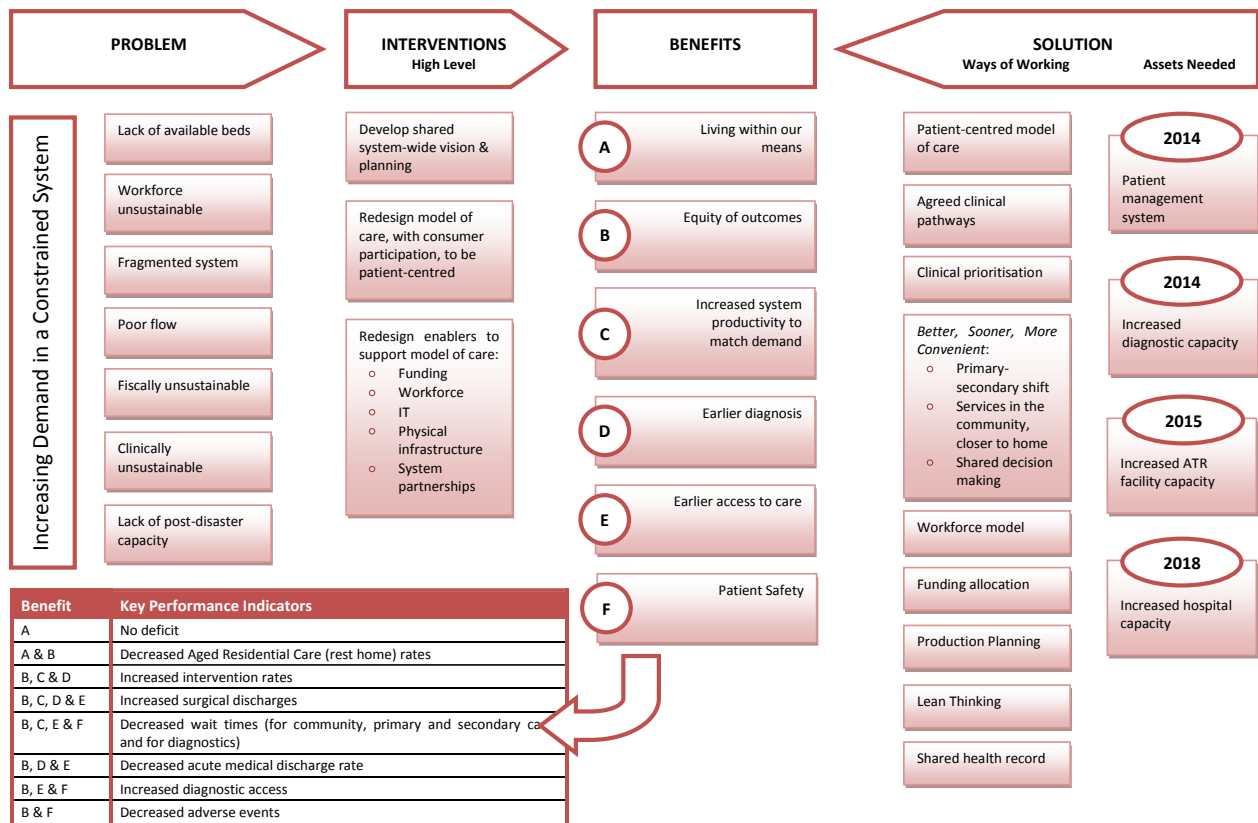 PROBLEM
INTERVENTIONS
High Level
BENEFITS
SOLUTION
Ways of Working
Assets Needed
Increasing Demand in a Constrained System
Lack of available beds
Workforce
unsustainable
Fragmented system
Poor flow
Fiscally unsustainable
Clinically
unsustainable
Lack of post-disaster
capacity
Develop shared
system-wide vision &
planning
Redesign model of
care, with consumer
participation, to be
patient-centred
Redesign enablers to
support model of care:
o Funding
o Workforce
o IT
o Physical
infrastructure
o System
partnerships
A
Living within our
means
B
Equity of outcomes
C
Increased system
productivity to
match demand
D
Earlier diagnosis
E
Earlier access to care
F
Patient Safety
Patient-centred model
of care
Agreed clinical
pathways
Clinical prioritisation
Better, Sooner, More
Convenient:
o Primary-
secondary shift
o Services in the
community,
closer to home
o Shared decision
making
Workforce model
Funding allocation
Production Planning
Lean Thinking
Shared health record
2014
Patient
management
system
2014
Increased
diagnostic capacity
2015
Increased ATR
facility capacity
2018
Increased hospital
capacity
Benefit Key Performance Indicators
A No deficit
A & B Decreased Aged Residential Care (rest home) rates
B, C & D Increased intervention rates
B, C, D & E Increased surgical discharges
B, C, E & F Decreased wait times (for community, primary and secondary ca
and for diagnostics)
B, D & E Decreased acute medical discharge rate
B, E & F Increased diagnostic access
B & F Decreased adverse events